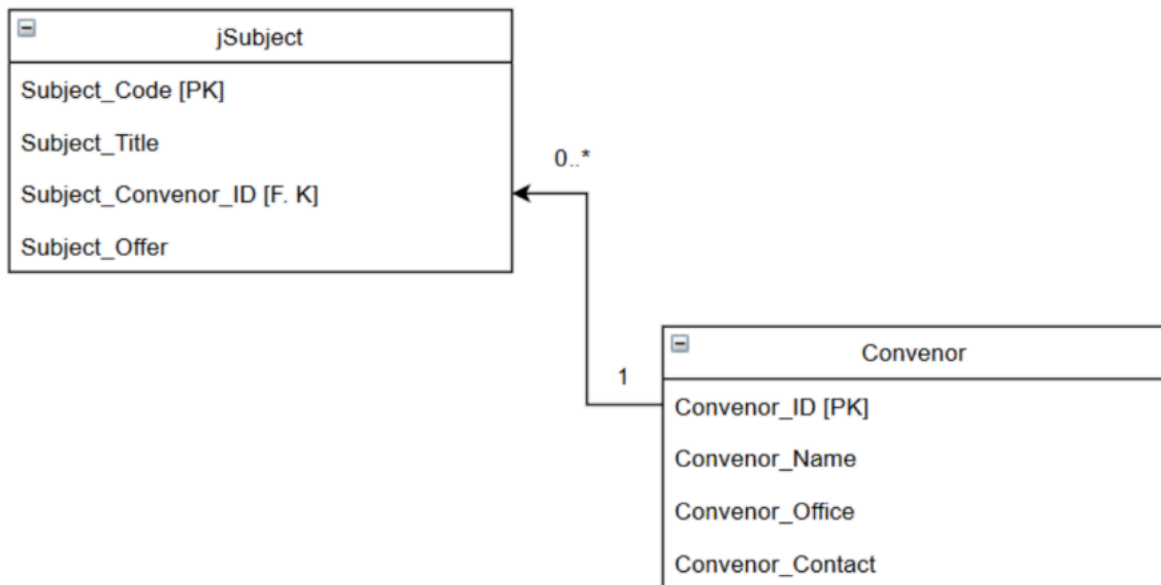 jSubject
Subject_Code [PK]
Subject_Title
Subject_Convenor_ID [F. K]
Subject_Offer
0..*
1
Convenor
Convenor_ID [PK]
Convenor_Name
Convenor_Office
Convenor_Contact